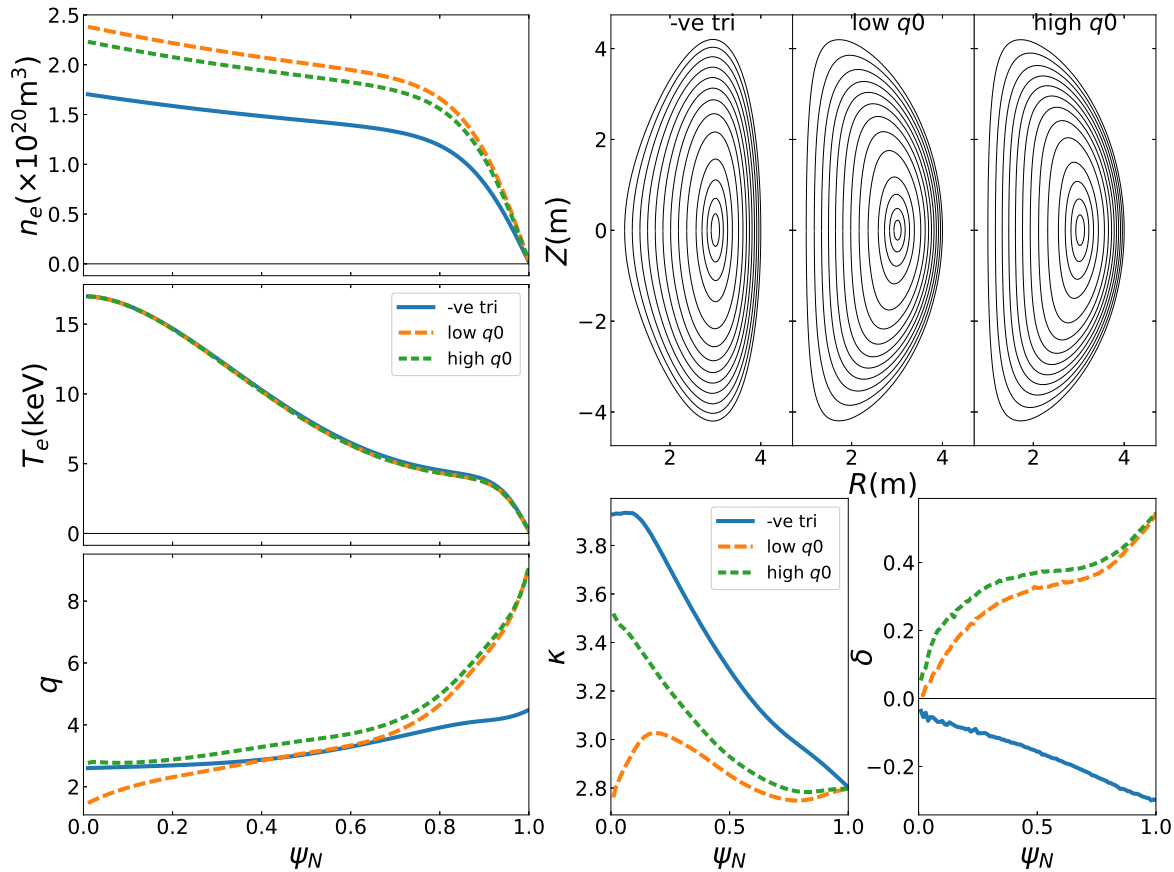 2.5
2.0
1.5
1.0
0.5
0.0
n_e(×10^20m^3)
15
10
5
0
T_e(keV)
-ve tri
low q0
high q0
8
6
4
2
q
0.0 0.2 0.4 0.6 0.8 1.0
ψ_N
-ve tri low q0 high q0
4
2
0
−2
−4
Z(m)
2 4 2 4 2 4
R(m)
3.8
3.6
3.4
3.2
3.0
2.8
κ
-ve tri
low q0
high q0
0.0 0.5 1.0
ψ_N
0.4
0.2
0.0
−0.2
δ
0.0 0.5 1.0
ψ_N